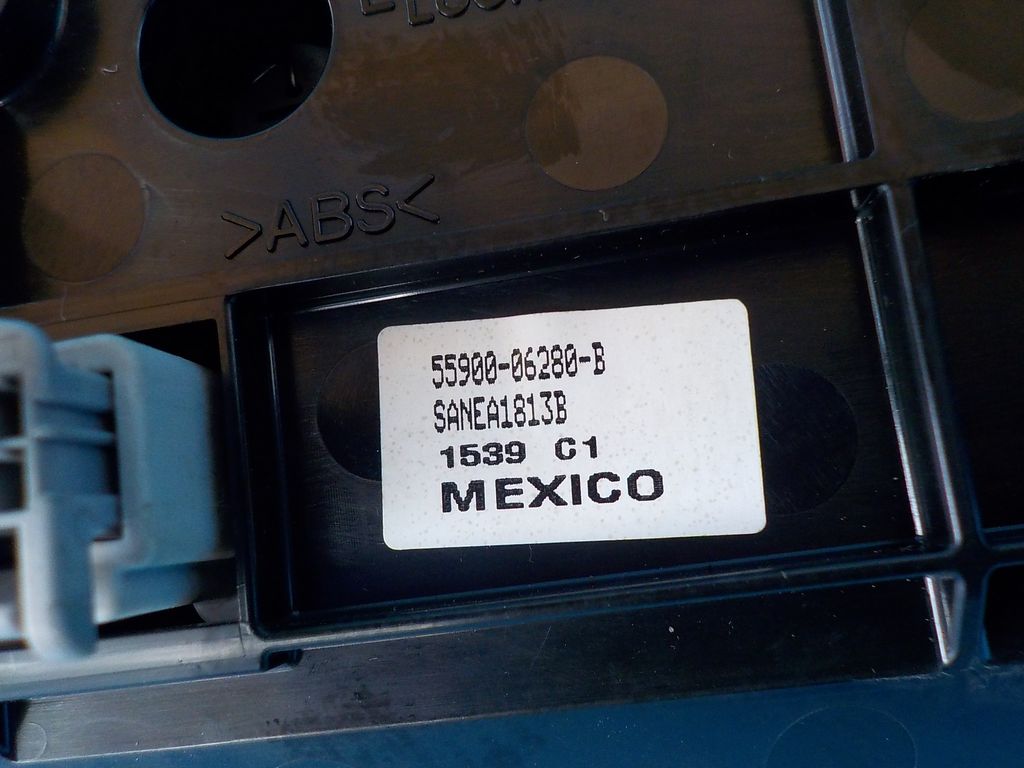 >ABS<
55900-06280-B
SANEA1813B
1539 C1
MEXICO